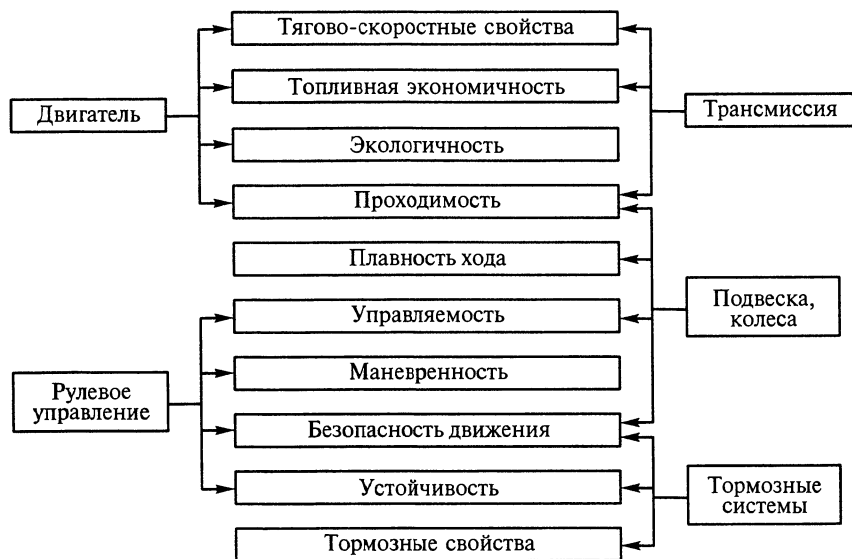 Тягово-скоростные свойства
Топливная экономичность
Двигатель
Трансмиссия
Экологичность
Проходимость
Плавность хода
Управляемость
Подвеска,
колеса
Маневренность
Рулевое
управление
Безопасность движения
Устойчивость
Тормозные
системы
Тормозные свойства